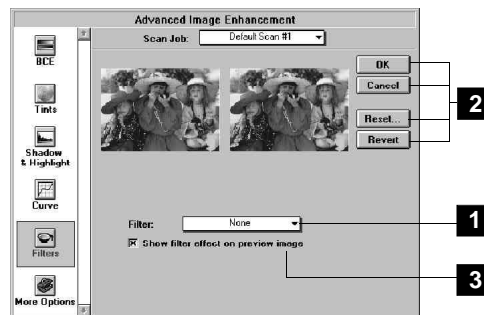 Advanced Image Enhancement
Scan Job: Default Scan #1
BCE
Tints
Shadow
& Highlight
Curve
Filters
More Options
OK
Cancel
Reset...
Revert
2
Filter: None
1
Show filter effect on preview image
3